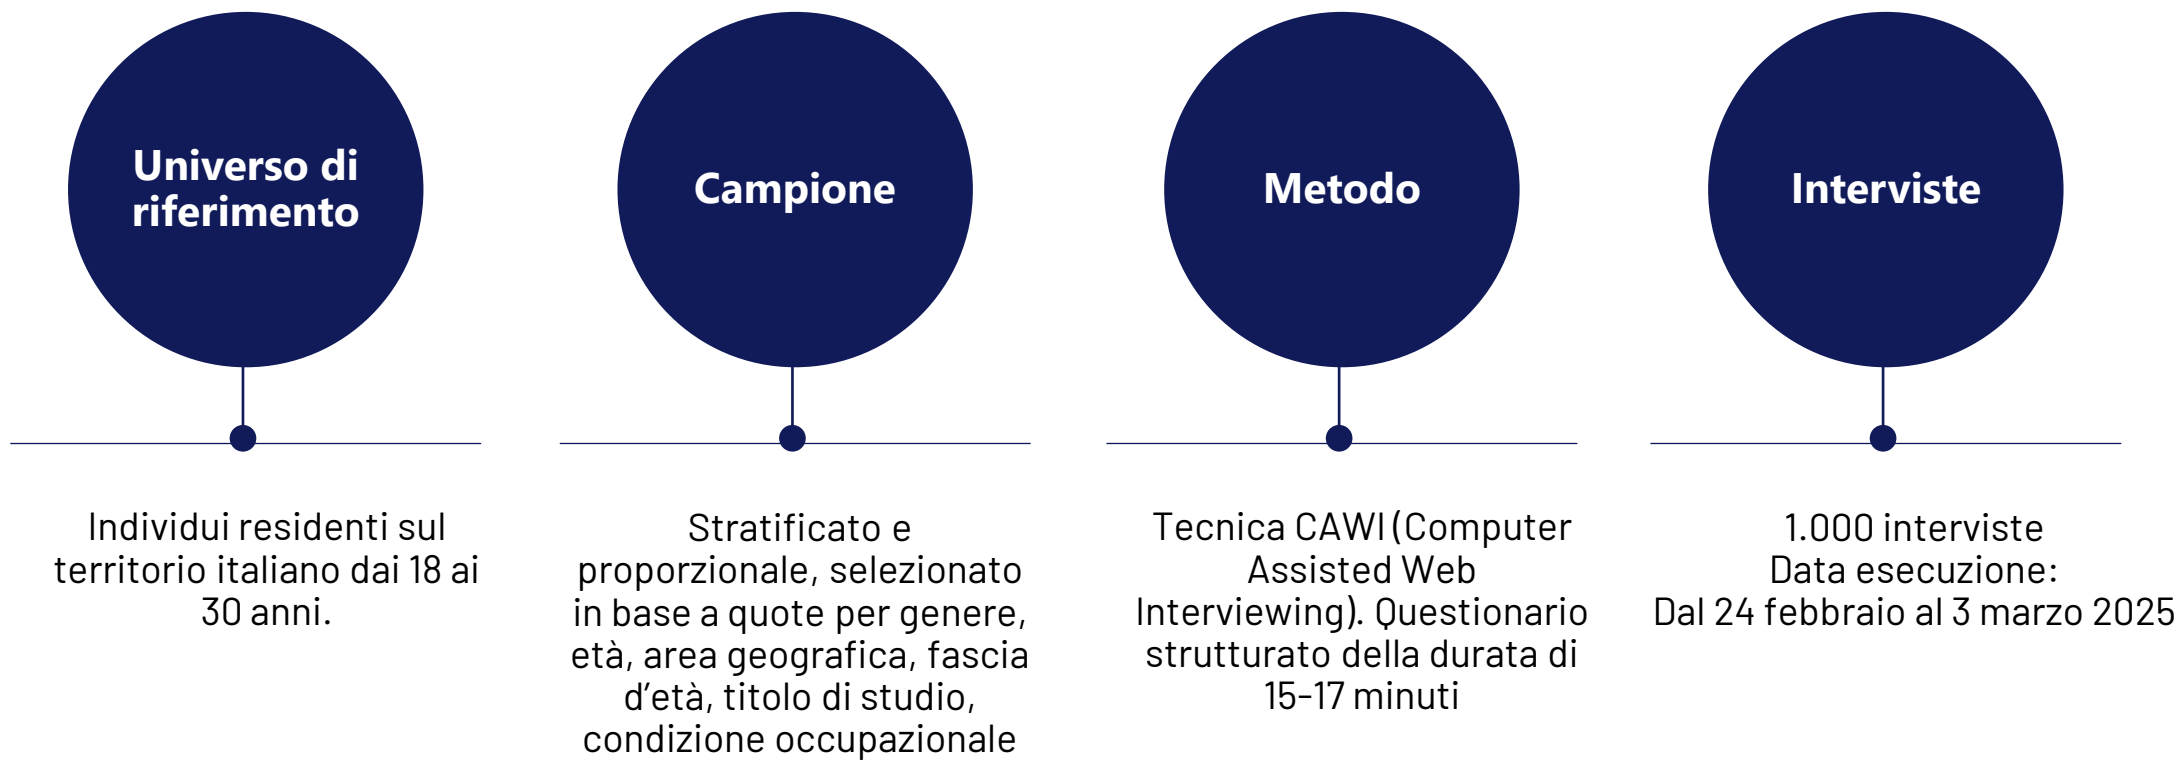 Universo di
riferimento
Individui residenti sul
territorio italiano dai 18 ai
30 anni.
Campione
Stratificato e
proporzionale, selezionato
in base a quote per genere,
età, area geografica, fascia
d’età, titolo di studio,
condizione occupazionale
Metodo
Tecnica CAWI (Computer
Assisted Web
Interviewing). Questionario
strutturato della durata di
15-17 minuti
Interviste
1.000 interviste
Data esecuzione:
Dal 24 febbraio al 3 marzo 2025